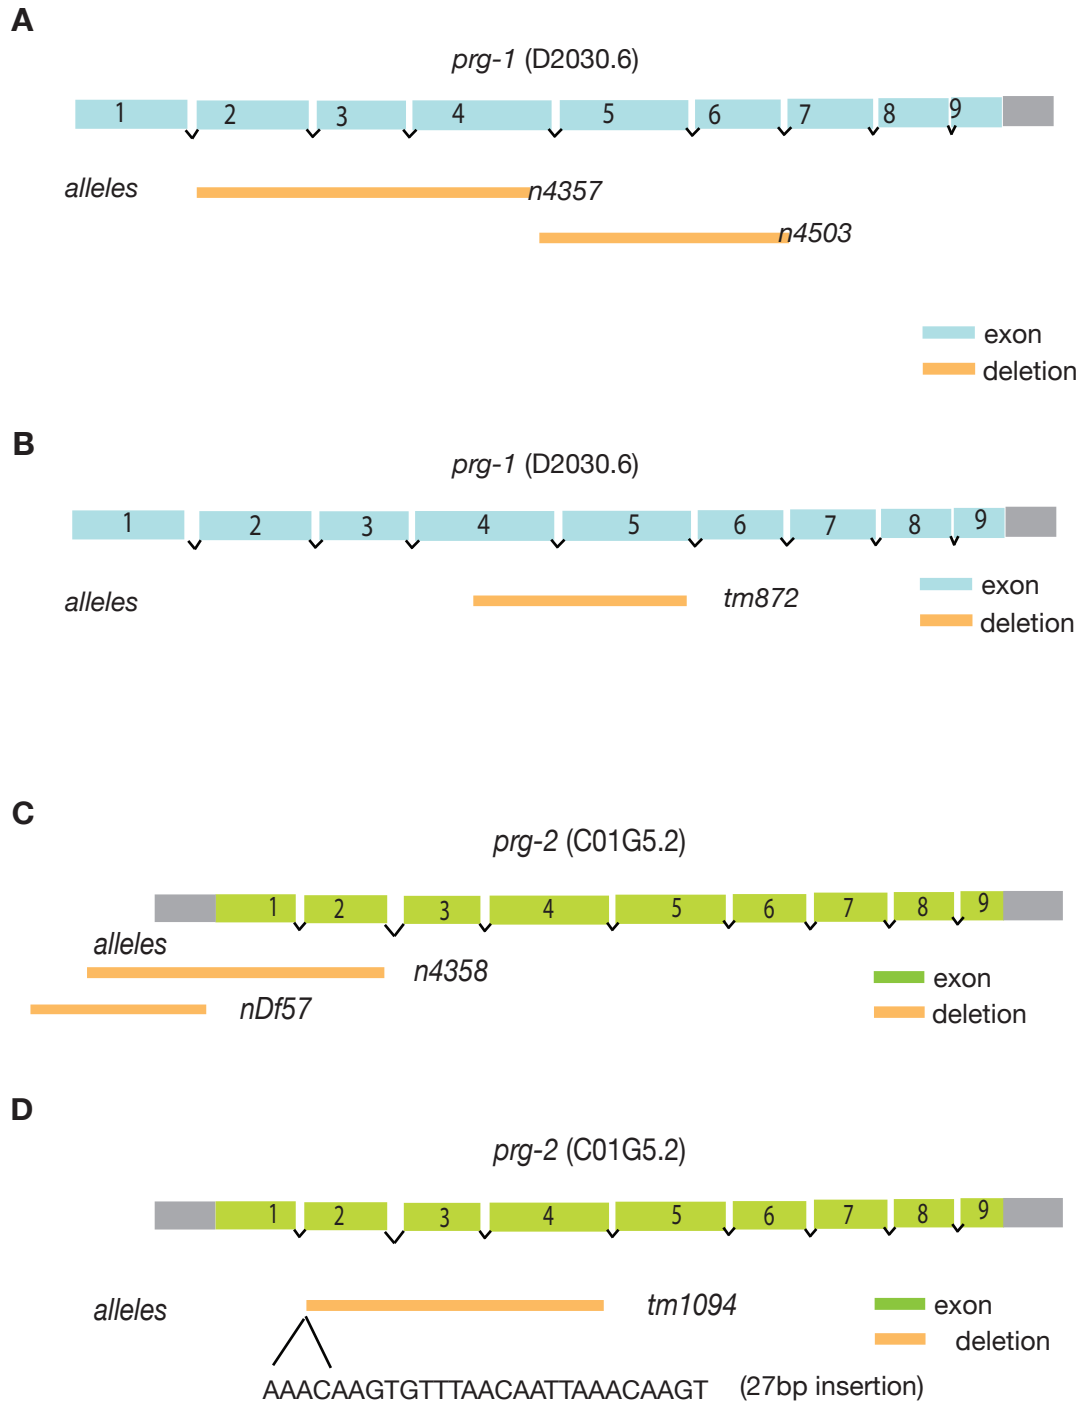 A
prg-1 (D2030.6)
1 2 3 4 5 6 7 8 9
alleles
n4357
n4503
exon
deletion
B
prg-1 (D2030.6)
1 2 3 4 5 6 7 8 9
alleles
tm872
exon
deletion
C
prg-2 (C01G5.2)
1 2 3 4 5 6 7 8 9
alleles
n4358
nDf57
exon
deletion
D
prg-2 (C01G5.2)
1 2 3 4 5 6 7 8 9
alleles
tm1094
exon
deletion
AAACAAGTGTTTAACAATTAAACAAGT (27bp insertion)